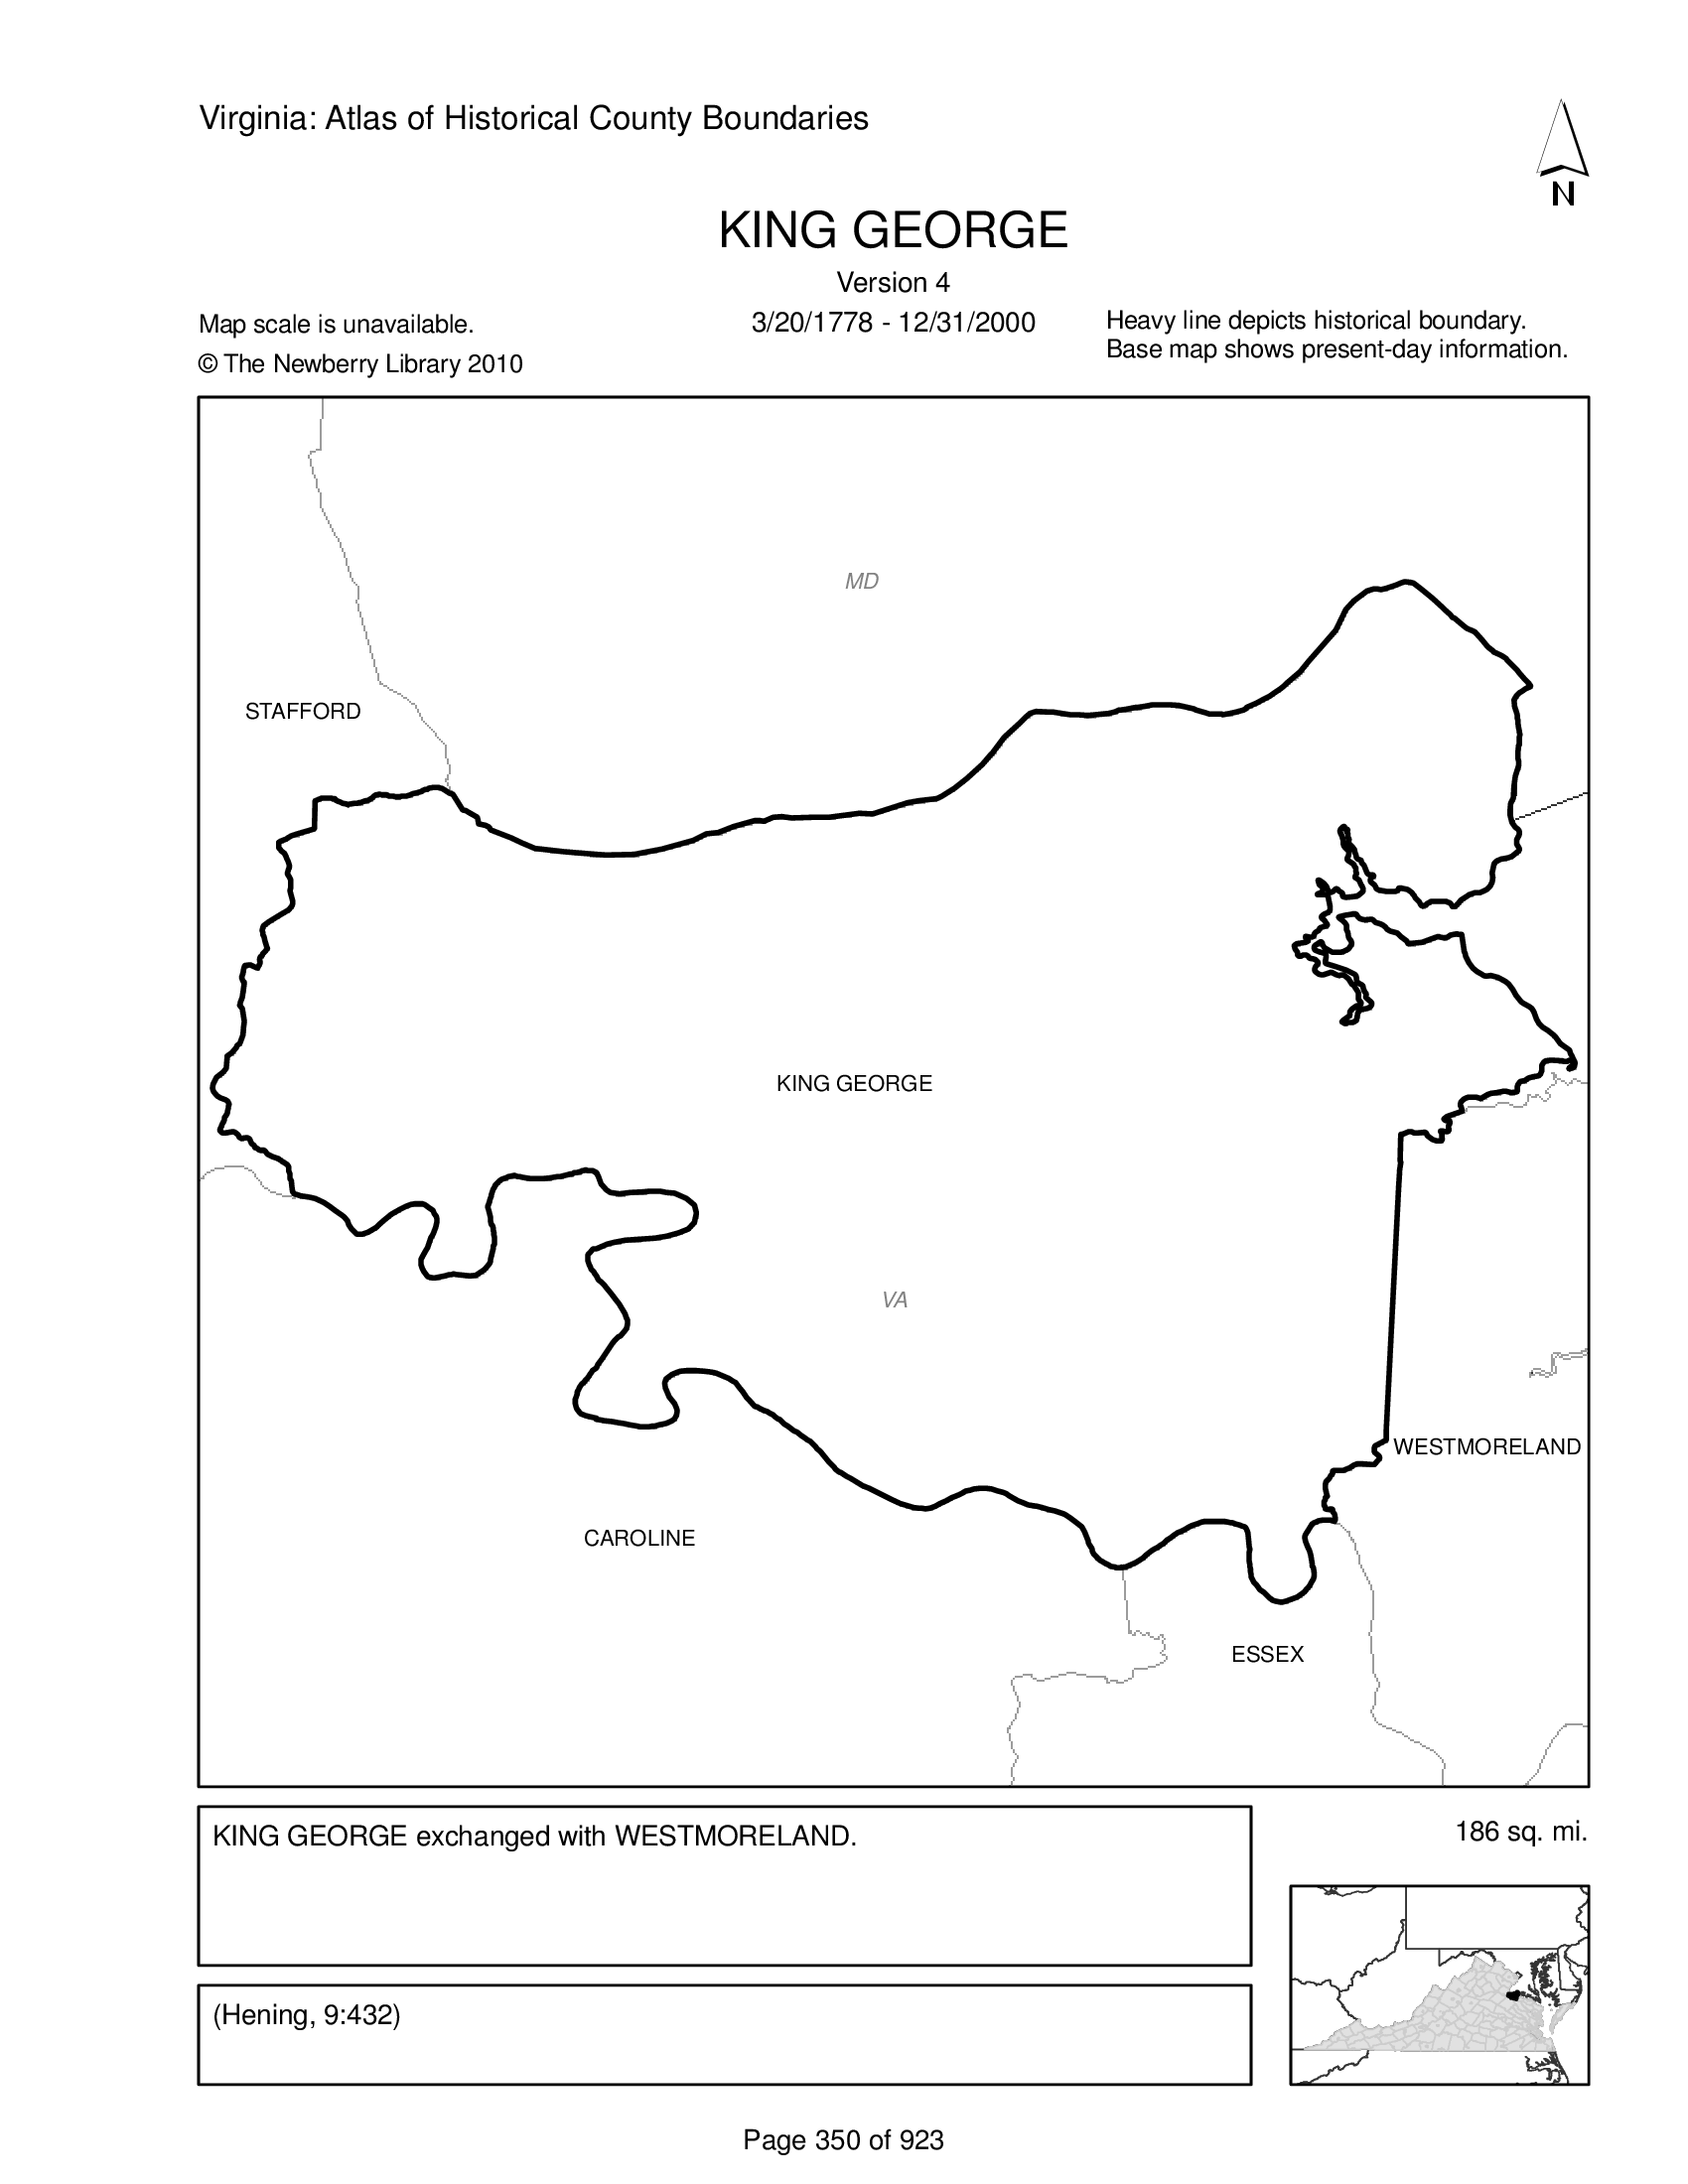 Virginia: Atlas of Historical County Boundaries
N
KING GEORGE
Version 4
3/20/1778 - 12/31/2000
Map scale is unavailable.
© The Newberry Library 2010
Heavy line depicts historical boundary.
Base map shows present-day information.
MD
STAFFORD
KING GEORGE
VA
WESTMORELAND
CAROLINE
ESSEX
KING GEORGE exchanged with WESTMORELAND.
186 sq. mi.
(Hening, 9:432)
Page 350 of 923